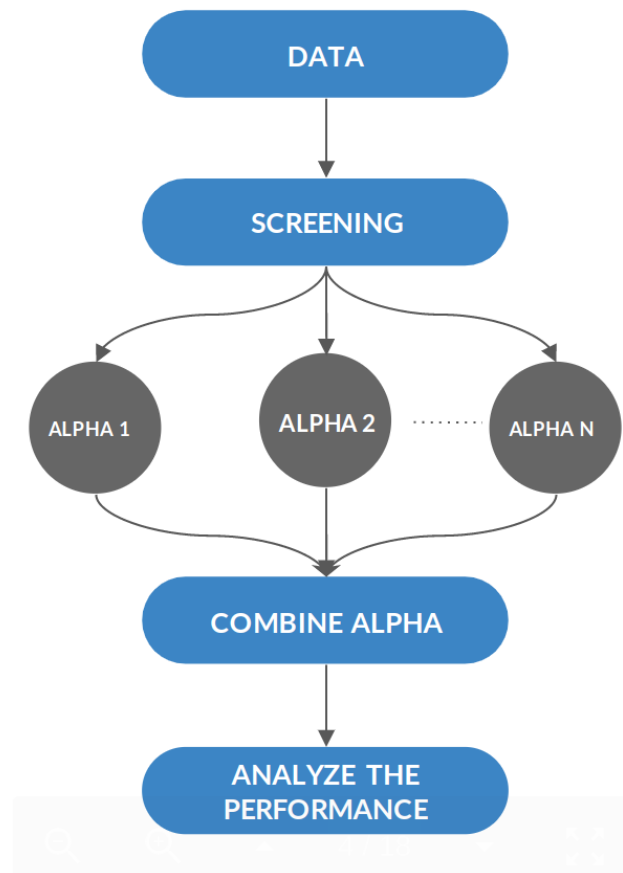 DATA
SCREENING
ALPHA 1
ALPHA 2
ALPHA N
COMBINE ALPHA
ANALYZE THE
PERFORMANCE